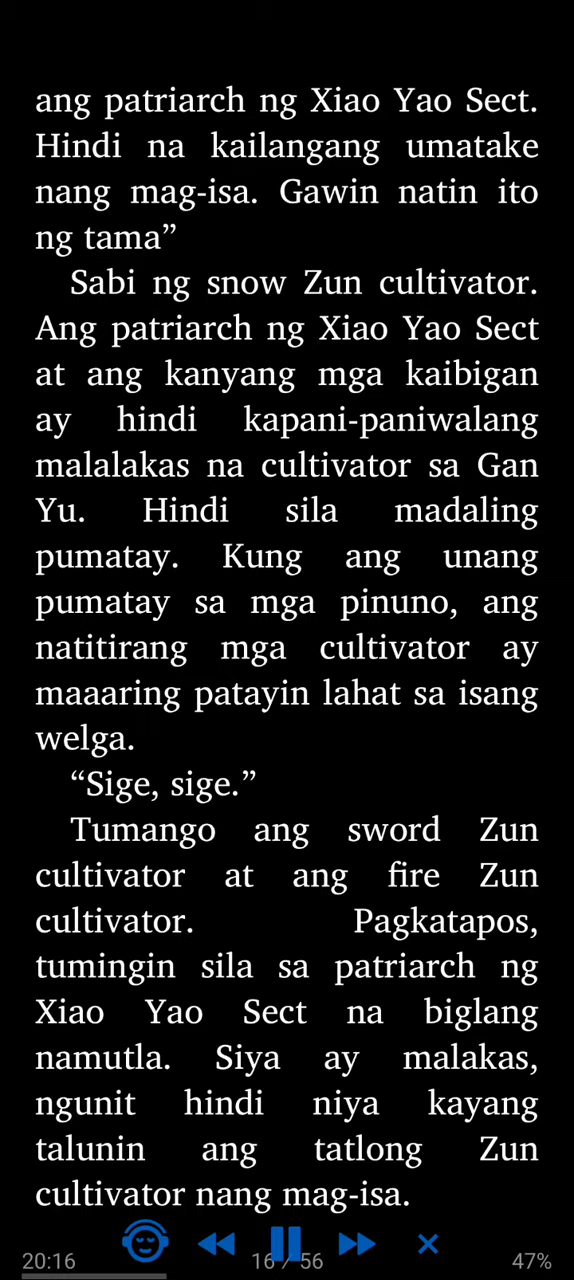 ang patriarch ng Xiao Yao Sect.
Hindi na kailangang umatake
nang mag-isa. Gawin natin ito
ng tama”
Sabi ng snow Zun cultivator.
Ang patriarch ng Xiao Yao Sect
at ang kanyang mga kaibigan
ay hindi kapani-paniwalang
malalakas na cultivator sa Gan
Yu. Hindi sila madaling
pumatay. Kung ang unang
pumatay sa mga pinuno, ang
natitirang mga cultivator ay
maaaring patayin lahat sa isang
welga.
“Sige, sige.”
Tumango ang sword Zun
cultivator at ang fire Zun
cultivator. Pagkatapos,
tumingin sila sa patriarch ng
Xiao Yao Sect na biglang
namutla. Siya ay malakas,
ngunit hindi niya kayang
talunin ang tatlong Zun
cultivator nang mag-isa.
20:16 16 / 56 47%